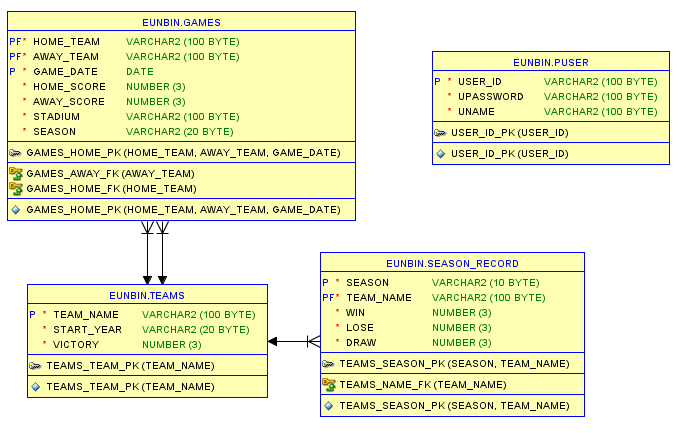 EUNBIN.GAMES
PF* HOME_TEAM VARCHAR2 (100 BYTE)
PF* AWAY_TEAM VARCHAR2 (100 BYTE)
P * GAME_DATE DATE
* HOME_SCORE NUMBER (3)
* AWAY_SCORE NUMBER (3)
* STADIUM VARCHAR2 (100 BYTE)
* SEASON VARCHAR2 (20 BYTE)
GAMES_HOME_PK (HOME_TEAM, AWAY_TEAM, GAME_DATE)
GAMES_AWAY_FK (AWAY_TEAM)
GAMES_HOME_FK (HOME_TEAM)
GAMES_HOME_PK (HOME_TEAM, AWAY_TEAM, GAME_DATE)
EUNBIN.PUSER
P * USER_ID VARCHAR2 (100 BYTE)
* UPASSWORD VARCHAR2 (100 BYTE)
* UNAME VARCHAR2 (100 BYTE)
USER_ID_PK (USER_ID)
USER_ID_PK (USER_ID)
EUNBIN.TEAMS
P * TEAM_NAME VARCHAR2 (100 BYTE)
* START_YEAR VARCHAR2 (20 BYTE)
* VICTORY NUMBER (3)
TEAMS_TEAM_PK (TEAM_NAME)
TEAMS_TEAM_PK (TEAM_NAME)
EUNBIN.SEASON_RECORD
P * SEASON VARCHAR2 (10 BYTE)
PF* TEAM_NAME VARCHAR2 (100 BYTE)
* WIN NUMBER (3)
* LOSE NUMBER (3)
* DRAW NUMBER (3)
TEAMS_SEASON_PK (SEASON, TEAM_NAME)
TEAMS_NAME_FK (TEAM_NAME)
TEAMS_SEASON_PK (SEASON, TEAM_NAME)